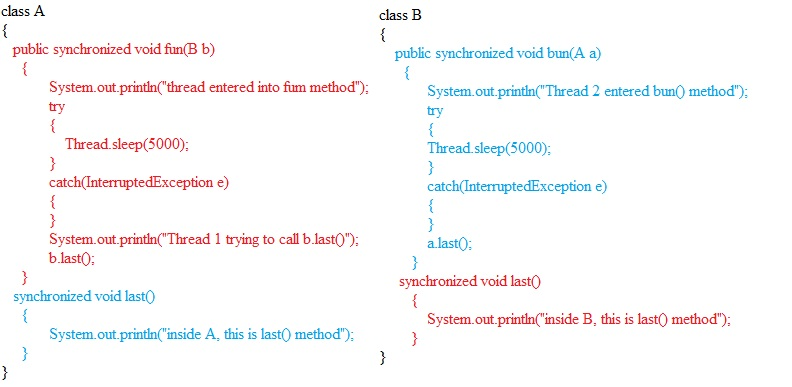 class A
{
public synchronized void fun(B b)
{
System.out.println("thread entered into fum method");
try
{
Thread.sleep(5000);
}
catch(InterruptedException e)
{
}
System.out.println("Thread 1 trying to call b.last()");
b.last();
}
synchronized void last()
{
System.out.println("inside A, this is last() method");
}
}
class B
{
public synchronized void bun(A a)
{
System.out.println("Thread 2 entered bun() method");
try
{
Thread.sleep(5000);
}
catch(InterruptedException e)
{
}
a.last();
}
synchronized void last()
{
System.out.println("inside B, this is last() method");
}
}